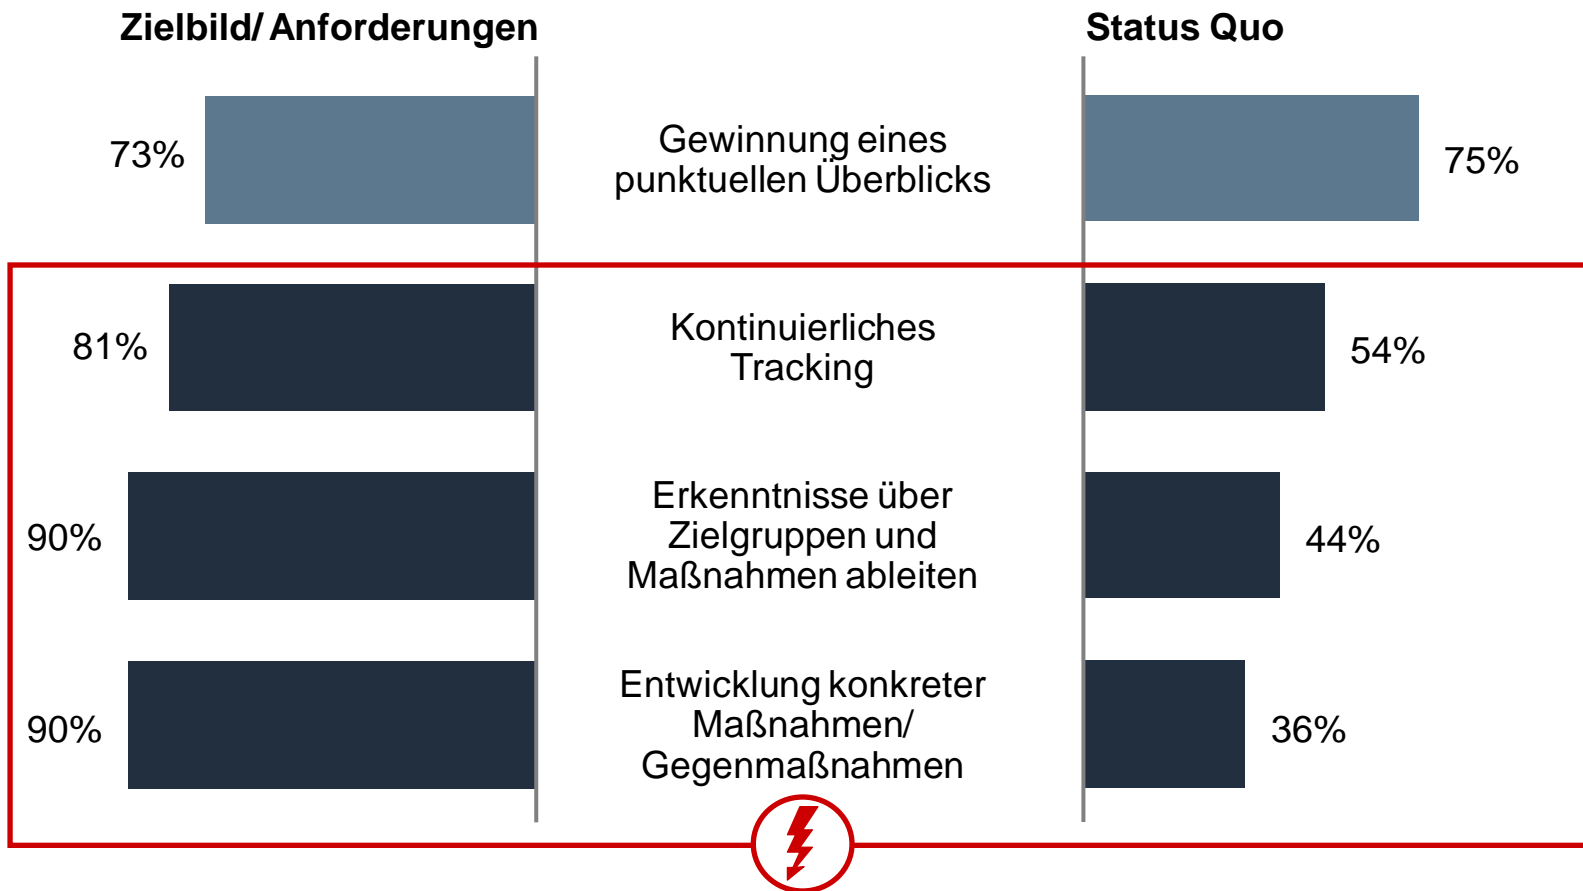 Zielbild/ Anforderungen
Status Quo
73%
Gewinnung eines
punktuellen Überblicks
75%
81%
Kontinuierliches
Tracking
54%
90%
Erkenntnisse über
Zielgruppen und
Maßnahmen ableiten
44%
90%
Entwicklung konkreter
Maßnahmen/
Gegenmaßnahmen
36%